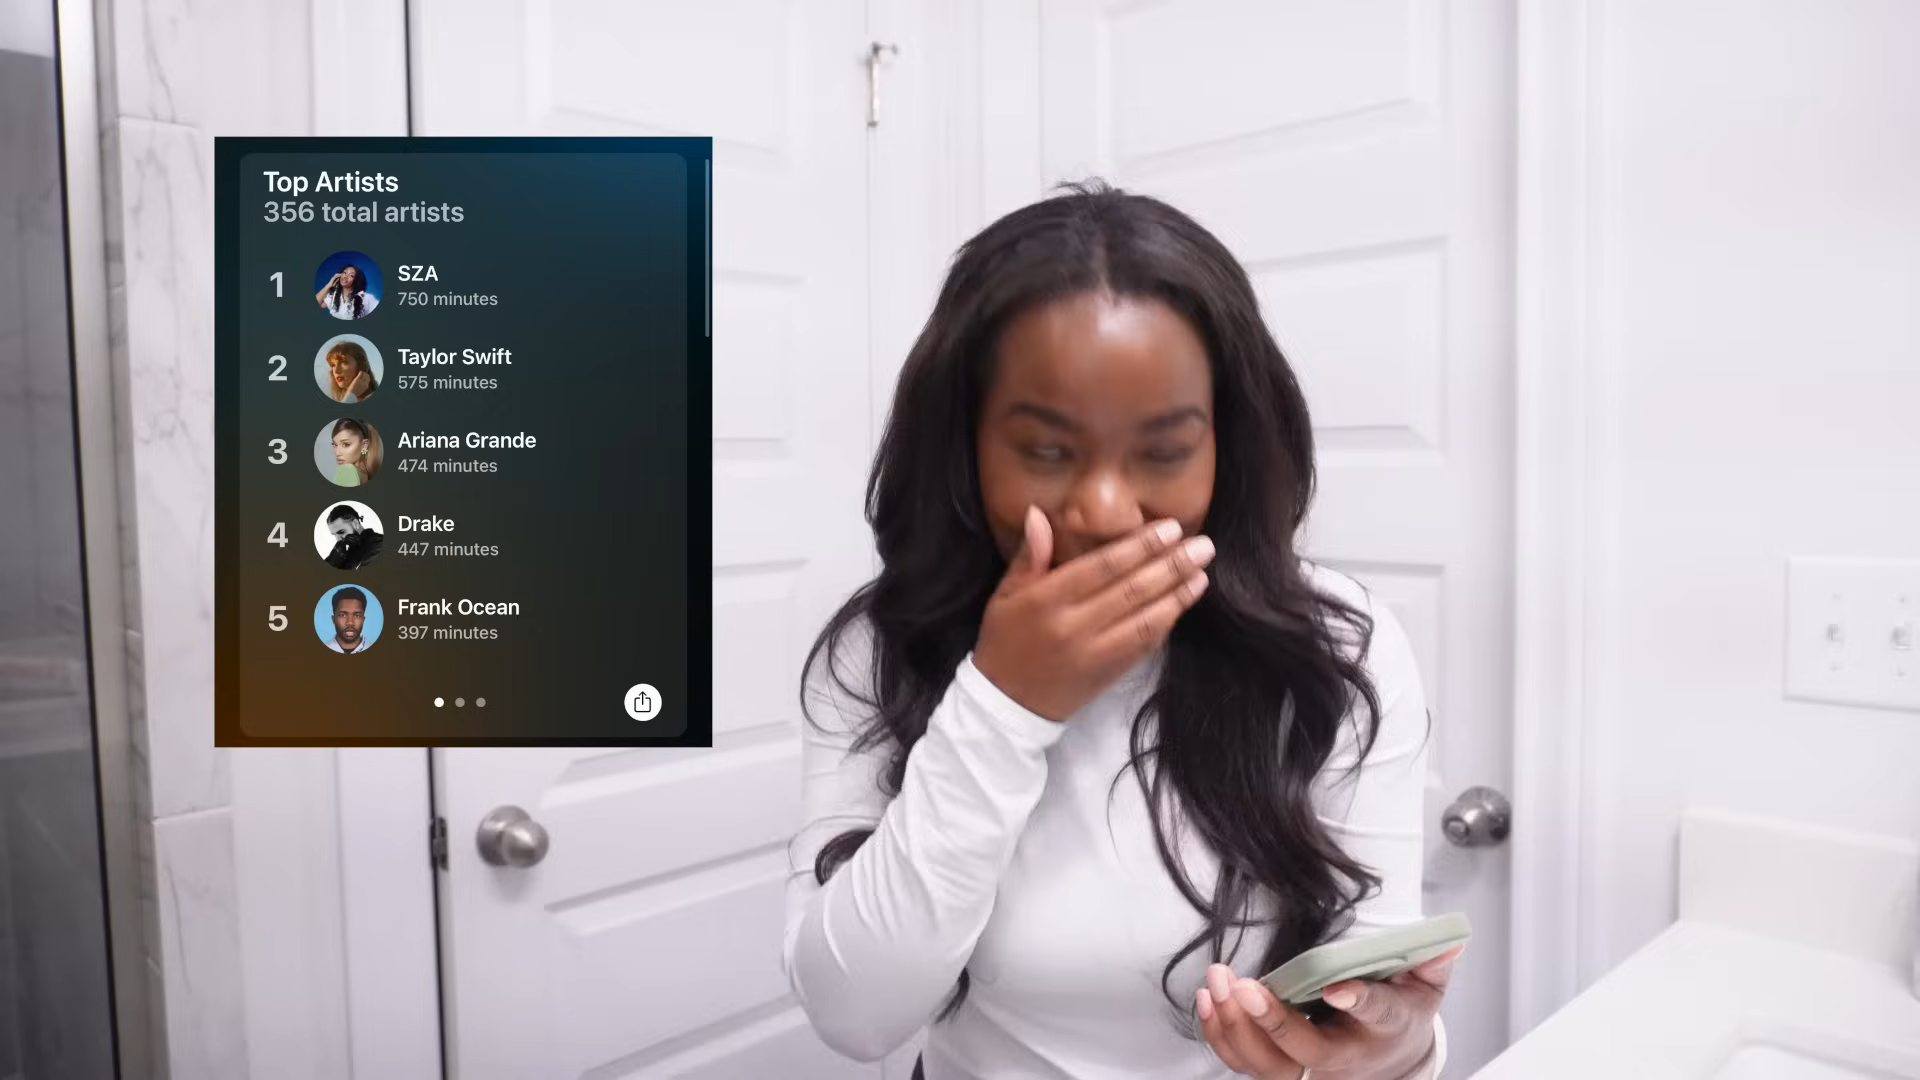 Top Artists
356 total artists
1
SZA
750 minutes
2
Taylor Swift
575 minutes
3
Ariana Grande
474 minutes
4
Drake
447 minutes
5
Frank Ocean
397 minutes